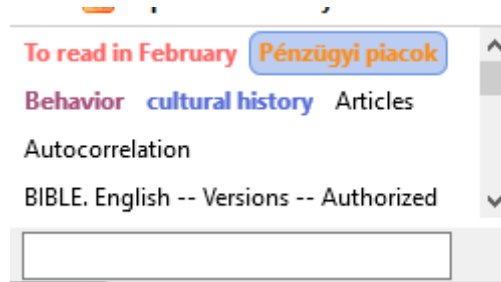 To read in February Pénzügyi piacok
Behavior cultural history Articles
Autocorrelation
BIBLE. English -- Versions -- Authorized